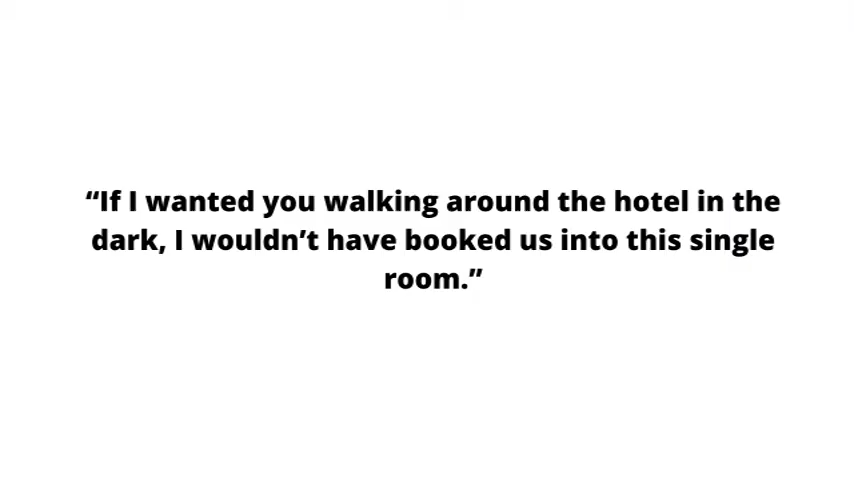 “If I wanted you walking around the hotel in the
dark, I wouldn’t have booked us into this single
room.”